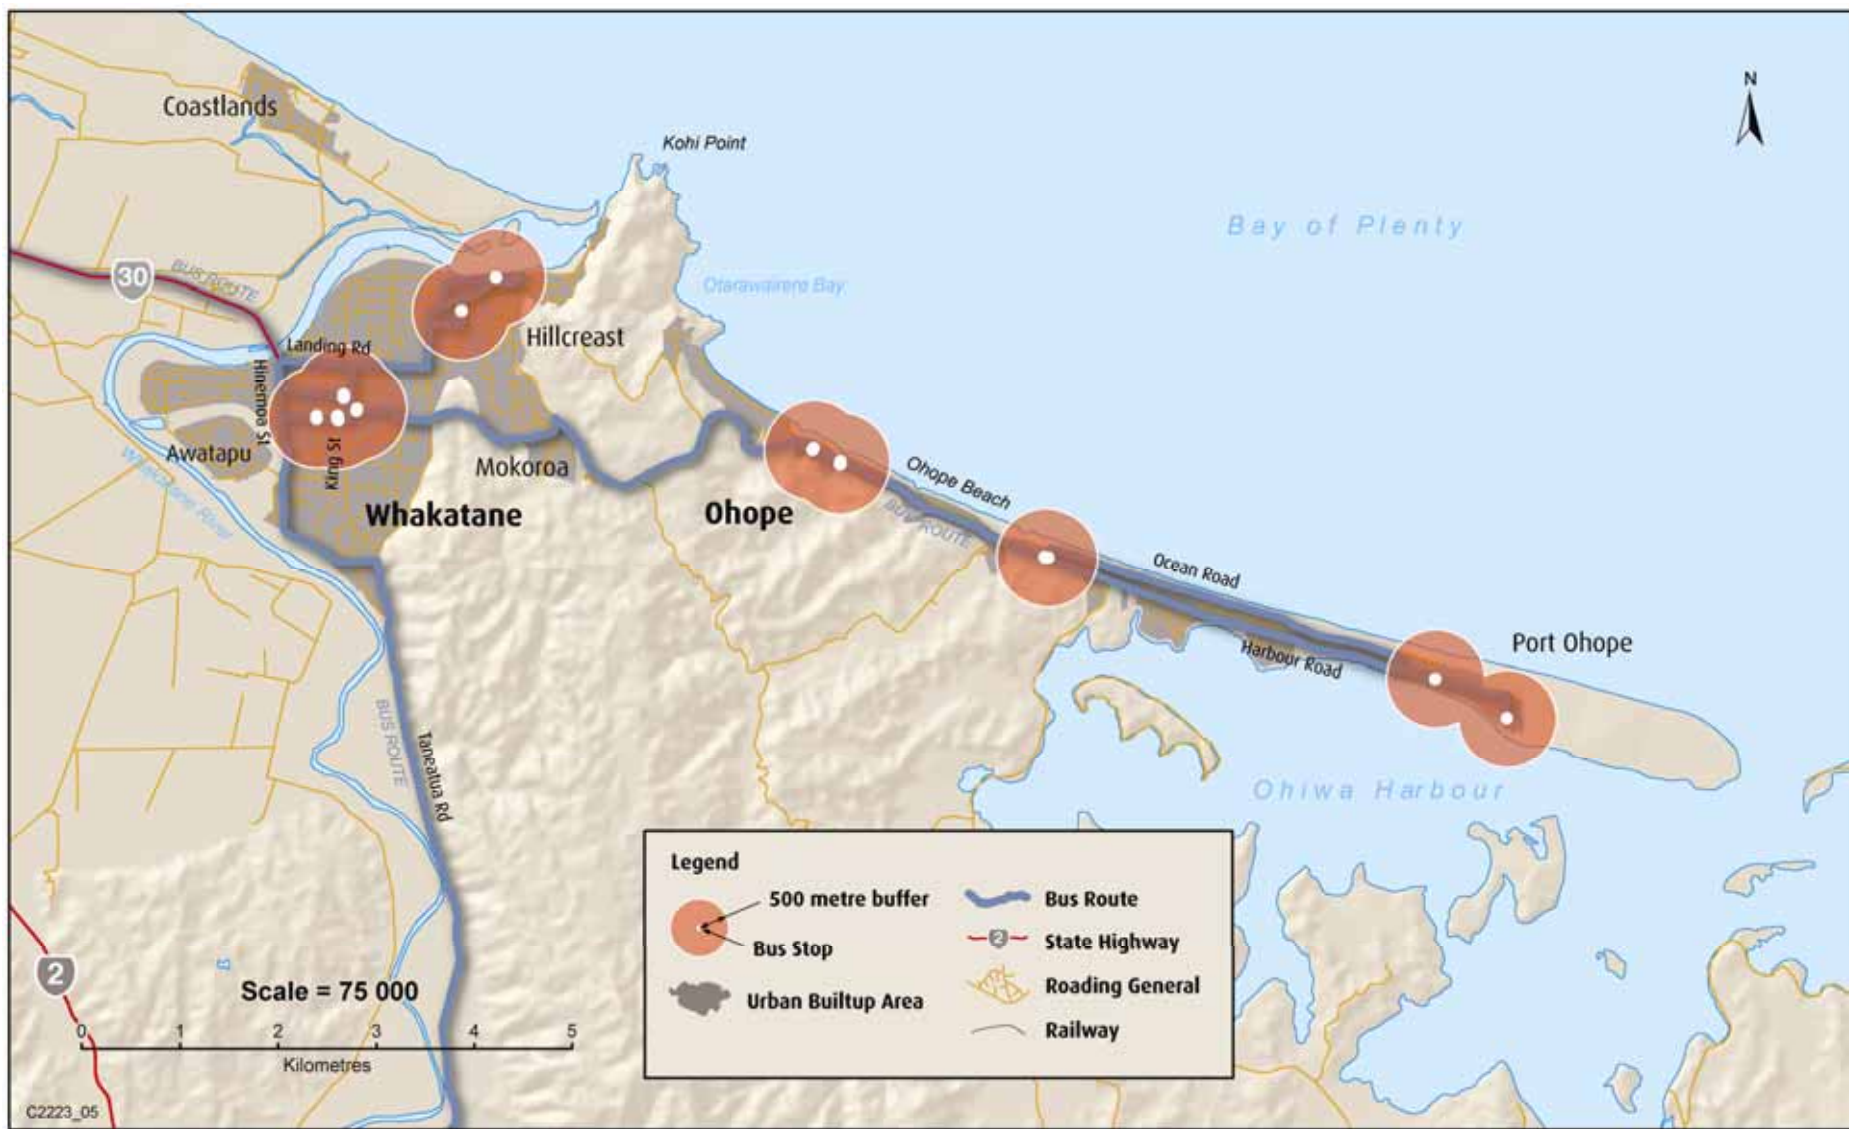 Coastlands
Kohi Point
N
Bay of Plenty
30
BUS ROUTE
Otarawairere Bay
Landing Rd
Hillcreast
Hinemoa St
Awatapu
King St
Mokoroa
Whakatane River
Whakatane
Ohope
Ohope Beach
BUS ROUTE
Ocean Road
Harbour Road
Port Ohope
BUS ROUTE
Taneatua Rd
Ohiwa Harbour
Legend
500 metre buffer
Bus Stop
Urban Builtup Area
Bus Route
2
State Highway
Roading General
Railway
2
Scale = 75 000
0 1 2 3 4 5
Kilometres
C2223_05